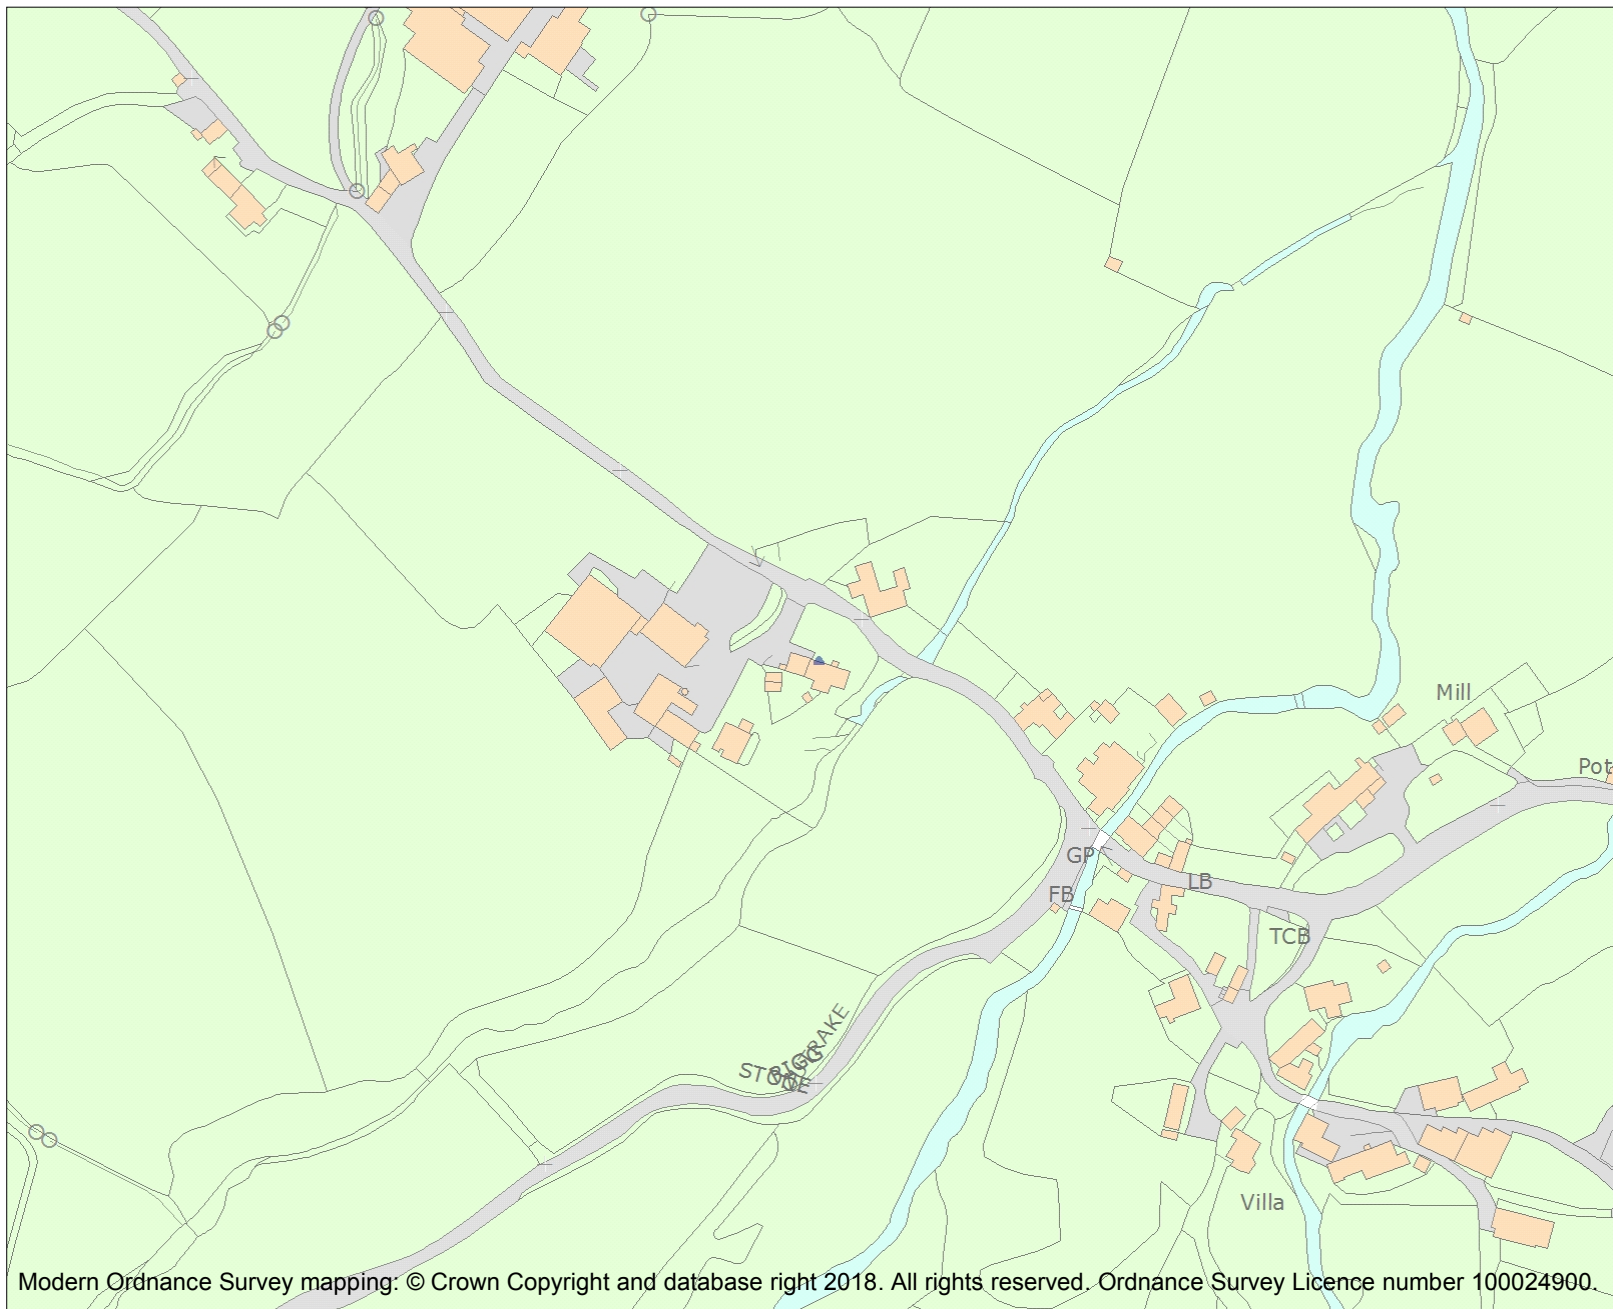 Mill
Pot
GP
LB
FB
TCB
RAKE
Villa
Modern Ordnance Survey mapping: © Crown Copyright and database right 2018. All rights reserved. Ordnance Survey Licence number 100024900.